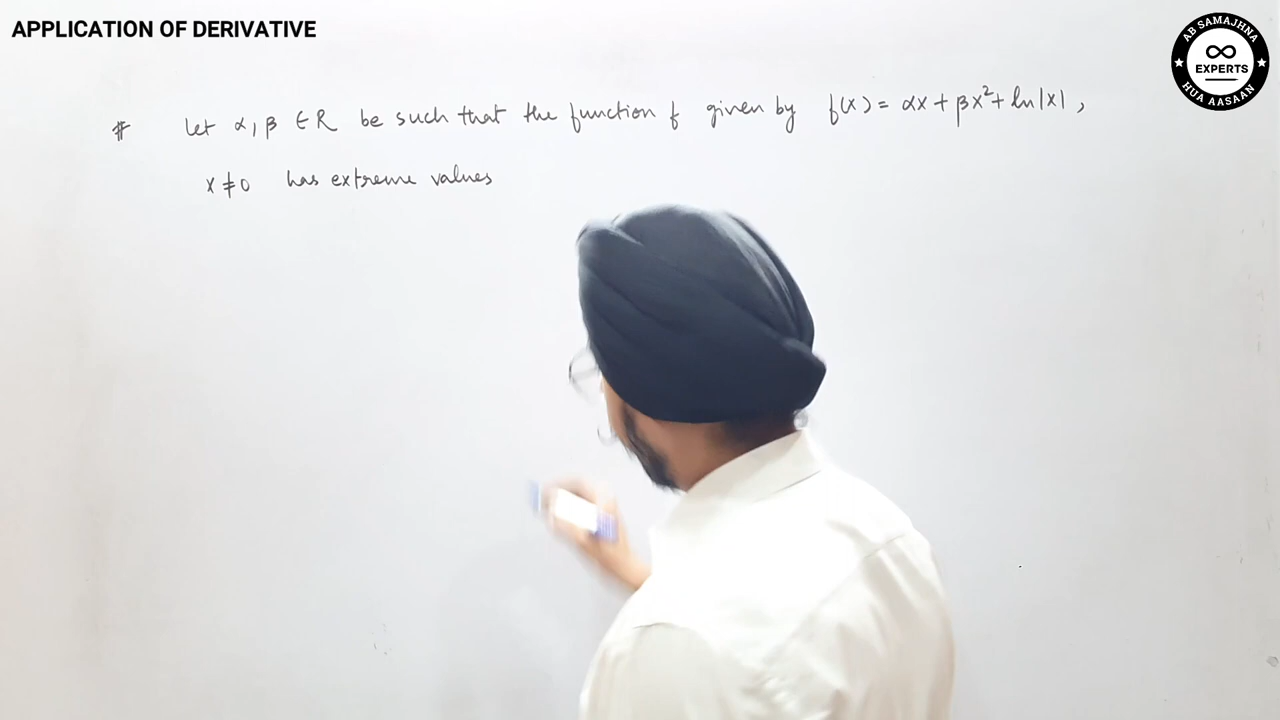 APPLICATION OF DERIVATIVE
AB SAMAJHNA
∞
EXPERTS
HUA AASAAN
# Let α, β ∈ R be such that the function f given by f(x) = αx + βx² + ln|x|,
x ≠ 0 has extreme values